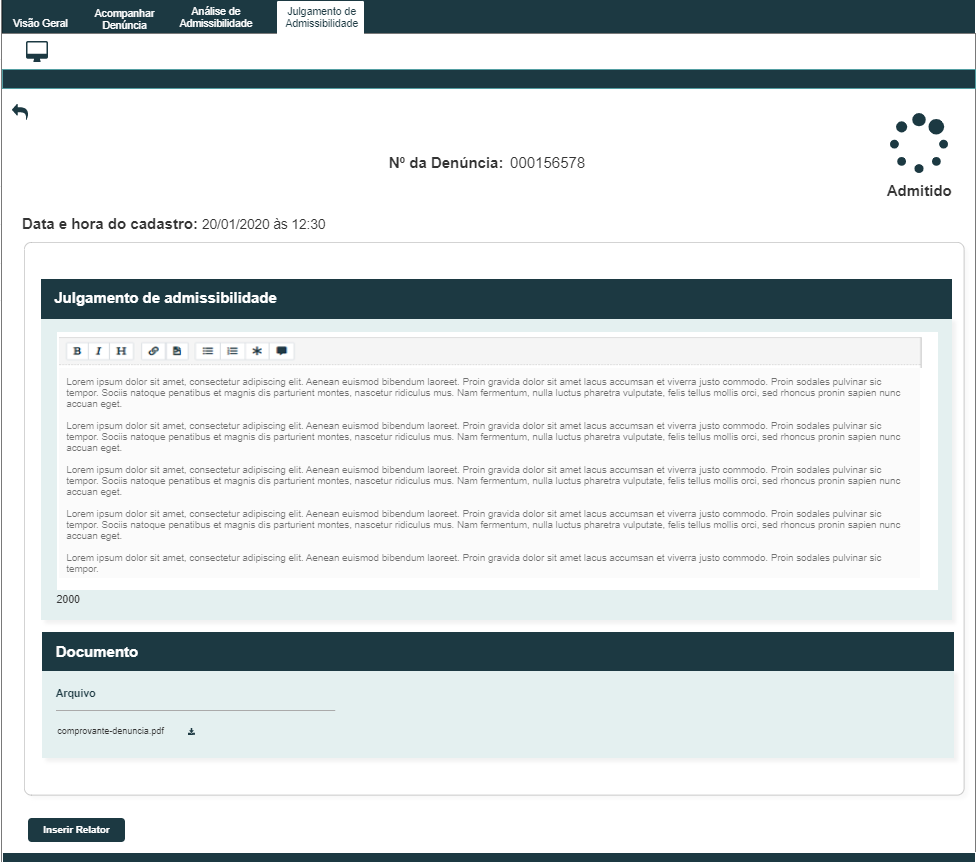 Visão Geral
Acompanhar
Denúncia
Análise de
Admissibilidade
Julgamento de
Admissibilidade
Nº da Denúncia: 000156578
Admitido
Data e hora do cadastro: 20/01/2020 às 12:30
Julgamento de admissibilidade
B I H
Lorem ipsum dolor sit amet, consectetur adipiscing elit. Aenean euismod bibendum laoreet. Proin gravida dolor sit amet lacus accumsan et viverra justo commodo. Proin sodales pulvinar sic
tempor. Sociis natoque penatibus et magnis dis parturient montes, nascetur ridiculus mus. Nam fermentum, nulla luctus pharetra vulputate, felis tellus mollis orci, sed rhoncus pronin sapien nunc
accuan eget.
Lorem ipsum dolor sit amet, consectetur adipiscing elit. Aenean euismod bibendum laoreet. Proin gravida dolor sit amet lacus accumsan et viverra justo commodo. Proin sodales pulvinar sic
tempor. Sociis natoque penatibus et magnis dis parturient montes, nascetur ridiculus mus. Nam fermentum, nulla luctus pharetra vulputate, felis tellus mollis orci, sed rhoncus pronin sapien nunc
accuan eget.
Lorem ipsum dolor sit amet, consectetur adipiscing elit. Aenean euismod bibendum laoreet. Proin gravida dolor sit amet lacus accumsan et viverra justo commodo. Proin sodales pulvinar sic
tempor. Sociis natoque penatibus et magnis dis parturient montes, nascetur ridiculus mus. Nam fermentum, nulla luctus pharetra vulputate, felis tellus mollis orci, sed rhoncus pronin sapien nunc
accuan eget.
Lorem ipsum dolor sit amet, consectetur adipiscing elit. Aenean euismod bibendum laoreet. Proin gravida dolor sit amet lacus accumsan et viverra justo commodo. Proin sodales pulvinar sic
tempor. Sociis natoque penatibus et magnis dis parturient montes, nascetur ridiculus mus. Nam fermentum, nulla luctus pharetra vulputate, felis tellus mollis orci, sed rhoncus pronin sapien nunc
accuan eget.
Lorem ipsum dolor sit amet, consectetur adipiscing elit. Aenean euismod bibendum laoreet. Proin gravida dolor sit amet lacus accumsan et viverra justo commodo. Proin sodales pulvinar sic
tempor.
2000
Documento
Arquivo
comprovante-denuncia.pdf
Inserir Relator